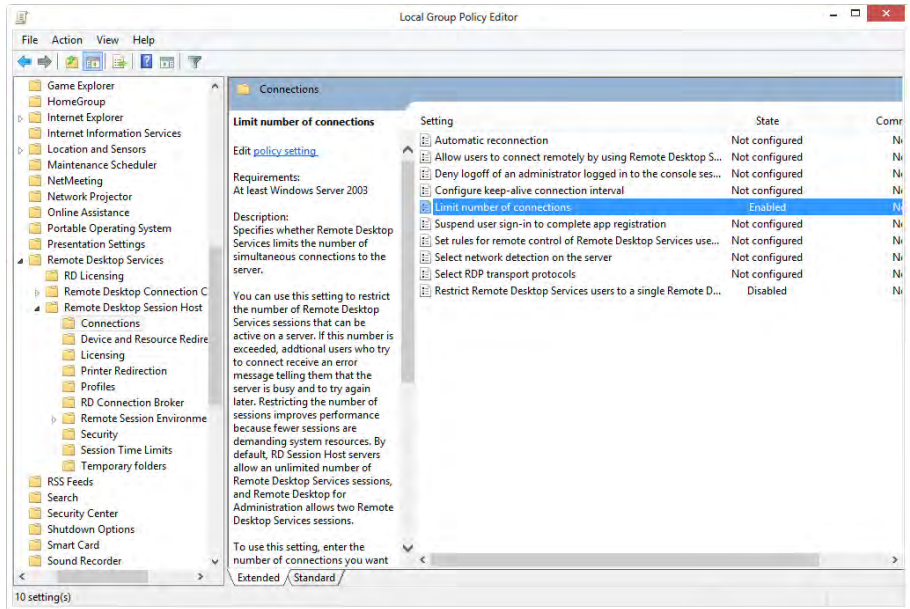 Local Group Policy Editor
File Action View Help
Game Explorer
HomeGroup
Internet Explorer
Internet Information Services
Location and Sensors
Maintenance Scheduler
NetMeeting
Network Projector
Online Assistance
Portable Operating System
Presentation Settings
Remote Desktop Services
RD Licensing
Remote Desktop Connection C
Remote Desktop Session Host
Connections
Device and Resource Redire
Licensing
Printer Redirection
Profiles
RD Connection Broker
Remote Session Environme
Security
Session Time Limits
Temporary folders
RSS Feeds
Search
Security Center
Shutdown Options
Smart Card
Sound Recorder
Connections
Limit number of connections
Edit policy setting
Requirements:
At least Windows Server 2003
Description:
Specifies whether Remote Desktop
Services limits the number of
simultaneous connections to the
server.
You can use this setting to restrict
the number of Remote Desktop
Services sessions that can be
active on a server. If this number is
exceeded, addtional users who try
to connect receive an error
message telling them that the
server is busy and to try again
later. Restricting the number of
sessions improves performance
because fewer sessions are
demanding system resources. By
default, RD Session Host servers
allow an unlimited number of
Remote Desktop Services sessions,
and Remote Desktop for
Administration allows two Remote
Desktop Services sessions.
To use this setting, enter the
number of connections you want
Setting State Comr
Automatic reconnection Not configured N
Allow users to connect remotely by using Remote Desktop S... Not configured N
Deny logoff of an administrator logged in to the console ses... Not configured N
Configure keep-alive connection interval Not configured N
Limit number of connections Enabled N
Suspend user sign-in to complete app registration Not configured N
Set rules for remote control of Remote Desktop Services use... Not configured N
Select network detection on the server Not configured N
Select RDP transport protocols Not configured N
Restrict Remote Desktop Services users to a single Remote D... Disabled N
Extended Standard
10 setting(s)